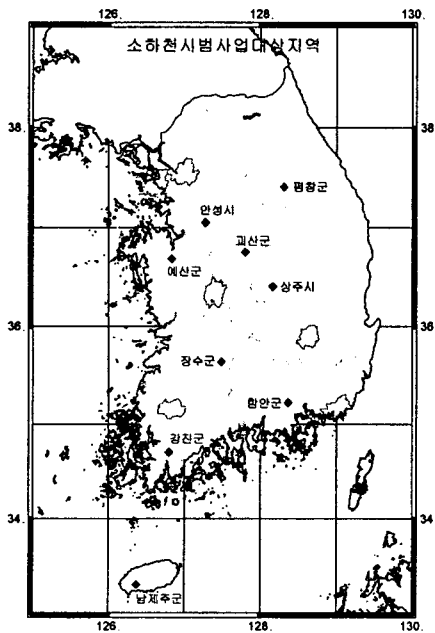 126. 128. 130.
소하천시범사업대상지역
38. 38.
평창군
안성시
괴산군
예산군
상주시
36. 36.
장수군
함안군
강진군
34. 34.
남제주군
126. 128. 130.